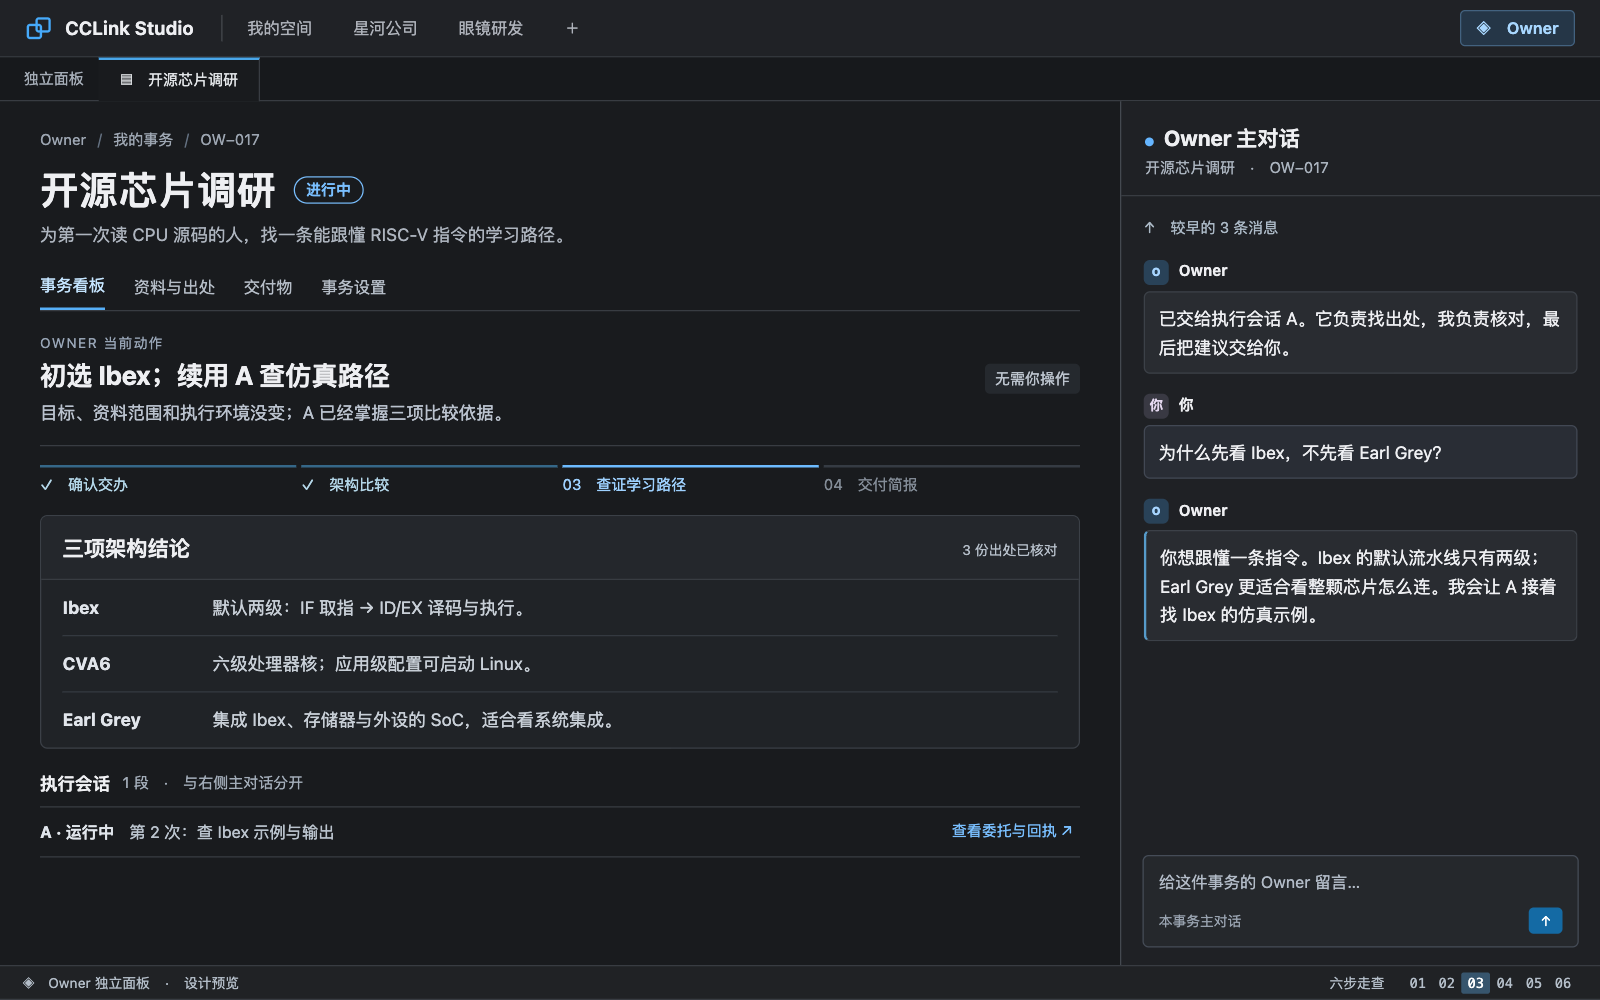 CCLink Studio
我的空间
星河公司
眼镜研发
+
Owner
独立面板
开源芯片调研
Owner / 我的事务 / OW-017
开源芯片调研
进行中
为第一次读 CPU 源码的人，找一条能跟懂 RISC-V 指令的学习路径。
事务看板
资料与出处
交付物
事务设置
OWNER 当前动作
初选 Ibex；续用 A 查仿真路径
无需你操作
目标、资料范围和执行环境没变；A 已经掌握三项比较依据。
✓ 确认交办
✓ 架构比较
03 查证学习路径
04 交付简报
三项架构结论
3 份出处已核对
Ibex
默认两级：IF 取指 → ID/EX 译码与执行。
CVA6
六级处理器核；应用级配置可启动 Linux。
Earl Grey
集成 Ibex、存储器与外设的 SoC，适合看系统集成。
执行会话 1 段 · 与右侧主对话分开
A · 运行中 第 2 次：查 Ibex 示例与输出
查看委托与回执 ↗
Owner 主对话
开源芯片调研 · OW-017
↑ 较早的 3 条消息
O Owner
已交给执行会话 A。它负责找出处，我负责核对，最
后把建议交给你。
你 你
为什么先看 Ibex，不先看 Earl Grey?
O Owner
你想跟懂一条指令。Ibex 的默认流水线只有两级；
Earl Grey 更适合看整颗芯片怎么连。我会让 A 接着
找 Ibex 的仿真示例。
给这件事务的 Owner 留言...
本事务主对话
↑
Owner 独立面板 · 设计预览
六步走查 01 02 03 04 05 06